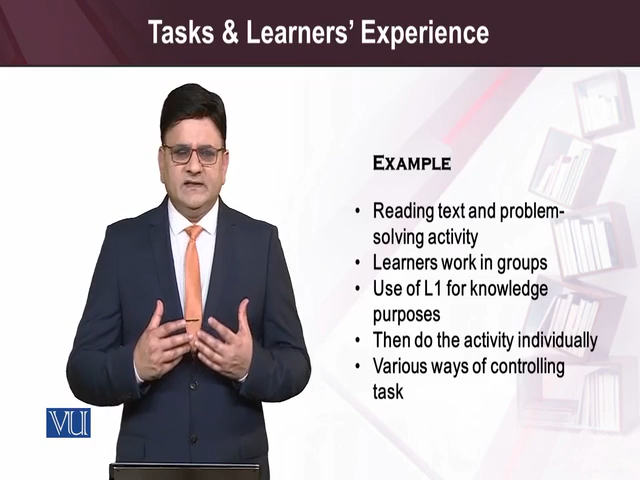 Tasks & Learners’ Experience
EXAMPLE
• Reading text and problem-
solving activity
• Learners work in groups
• Use of L1 for knowledge
purposes
• Then do the activity individually
• Various ways of controlling
task
VU